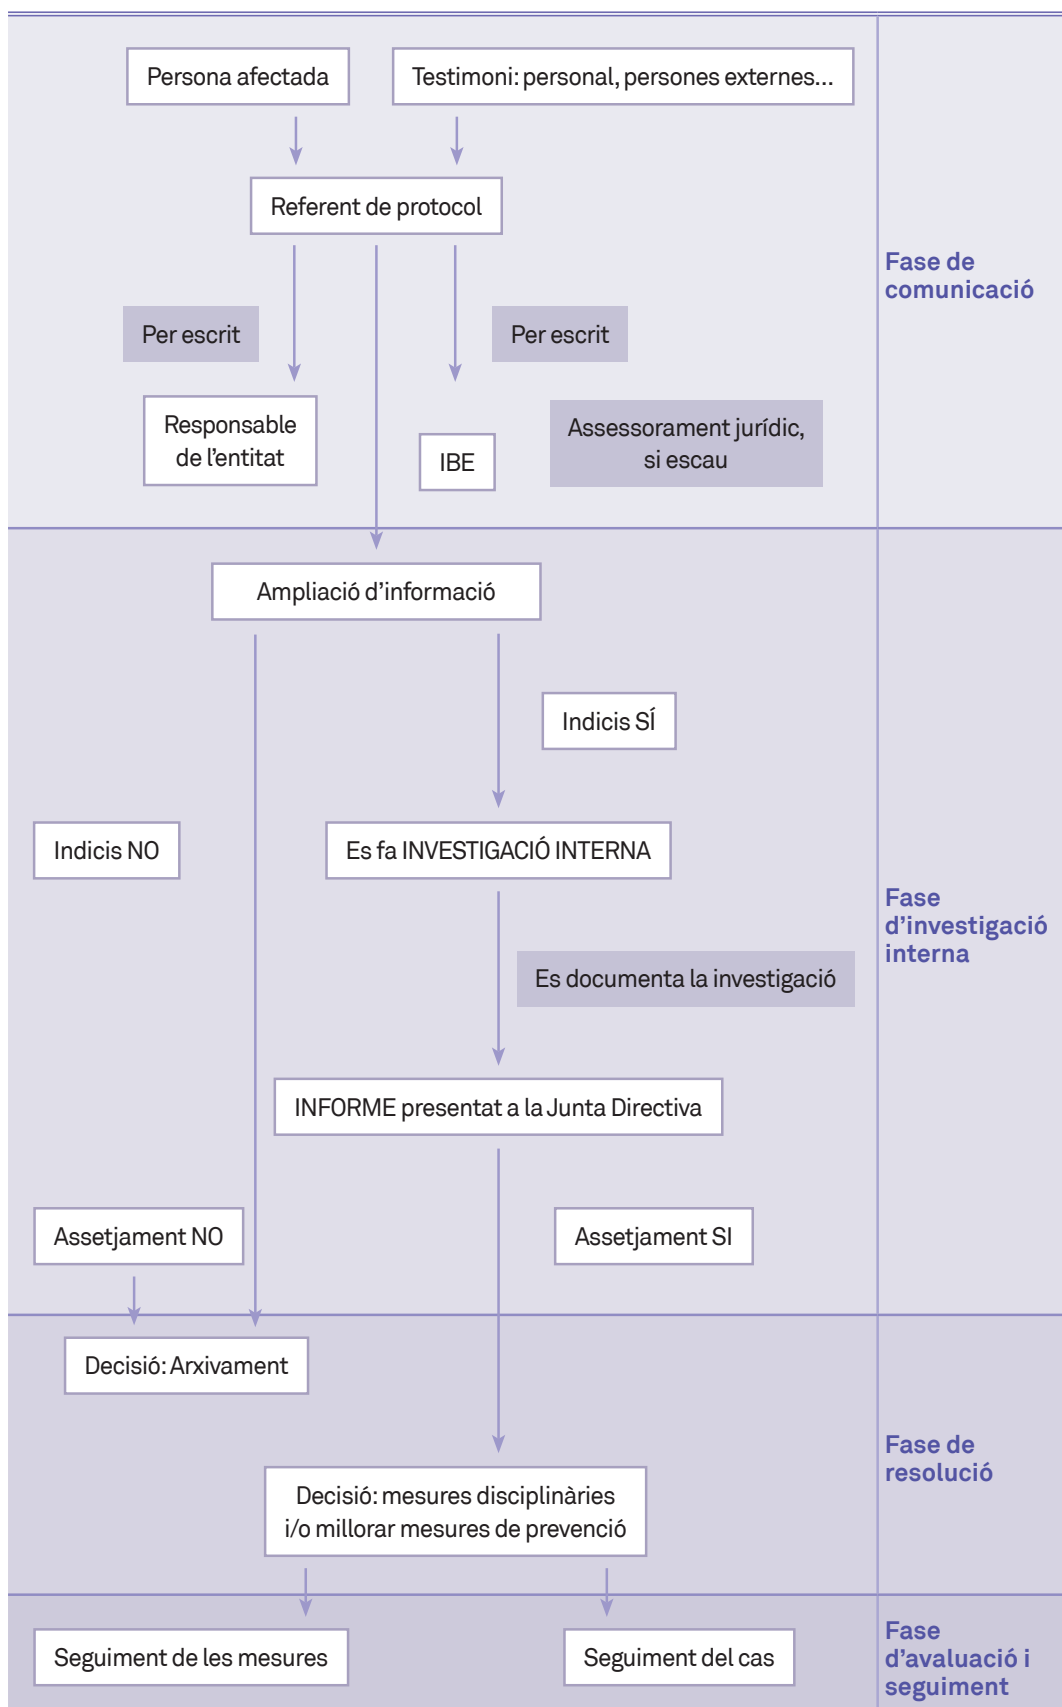 Persona afectada
Testimoni: personal, persones externes...
Referent de protocol
Fase de
comunicació
Per escrit
Per escrit
Responsable
de l’entitat
IBE
Assessorament jurídic,
si escau
Ampliació d’informació
Indicis SÍ
Indicis NO
Es fa INVESTIGACIÓ INTERNA
Fase
d’investigació
interna
Es documenta la investigació
INFORME presentat a la Junta Directiva
Assetjament NO
Assetjament SI
Decisió: Arxivament
Fase de
resolució
Decisió: mesures disciplinàries
i/o millorar mesures de prevenció
Seguiment de les mesures
Seguiment del cas
Fase
d’avaluació i
seguiment